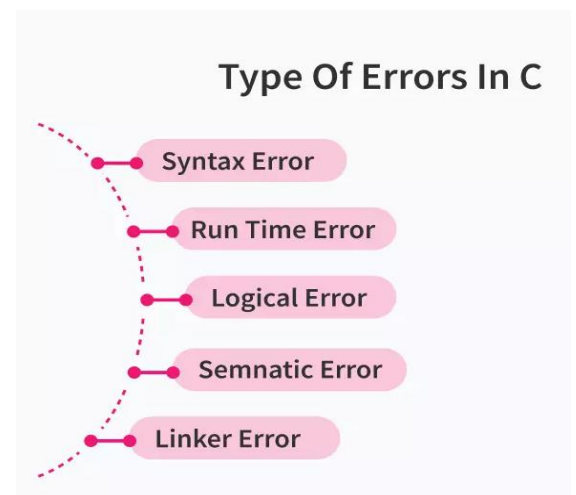 Type Of Errors In C
Syntax Error
Run Time Error
Logical Error
Semnatic Error
Linker Error